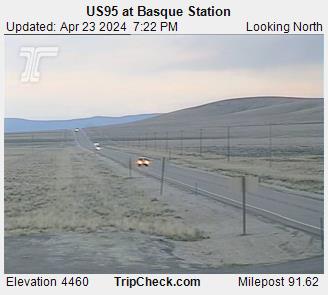 US95 at Basque Station
Updated: Apr 23 2024 7:22 PM Looking North
Elevation 4460 TripCheck.com Milepost 91.62